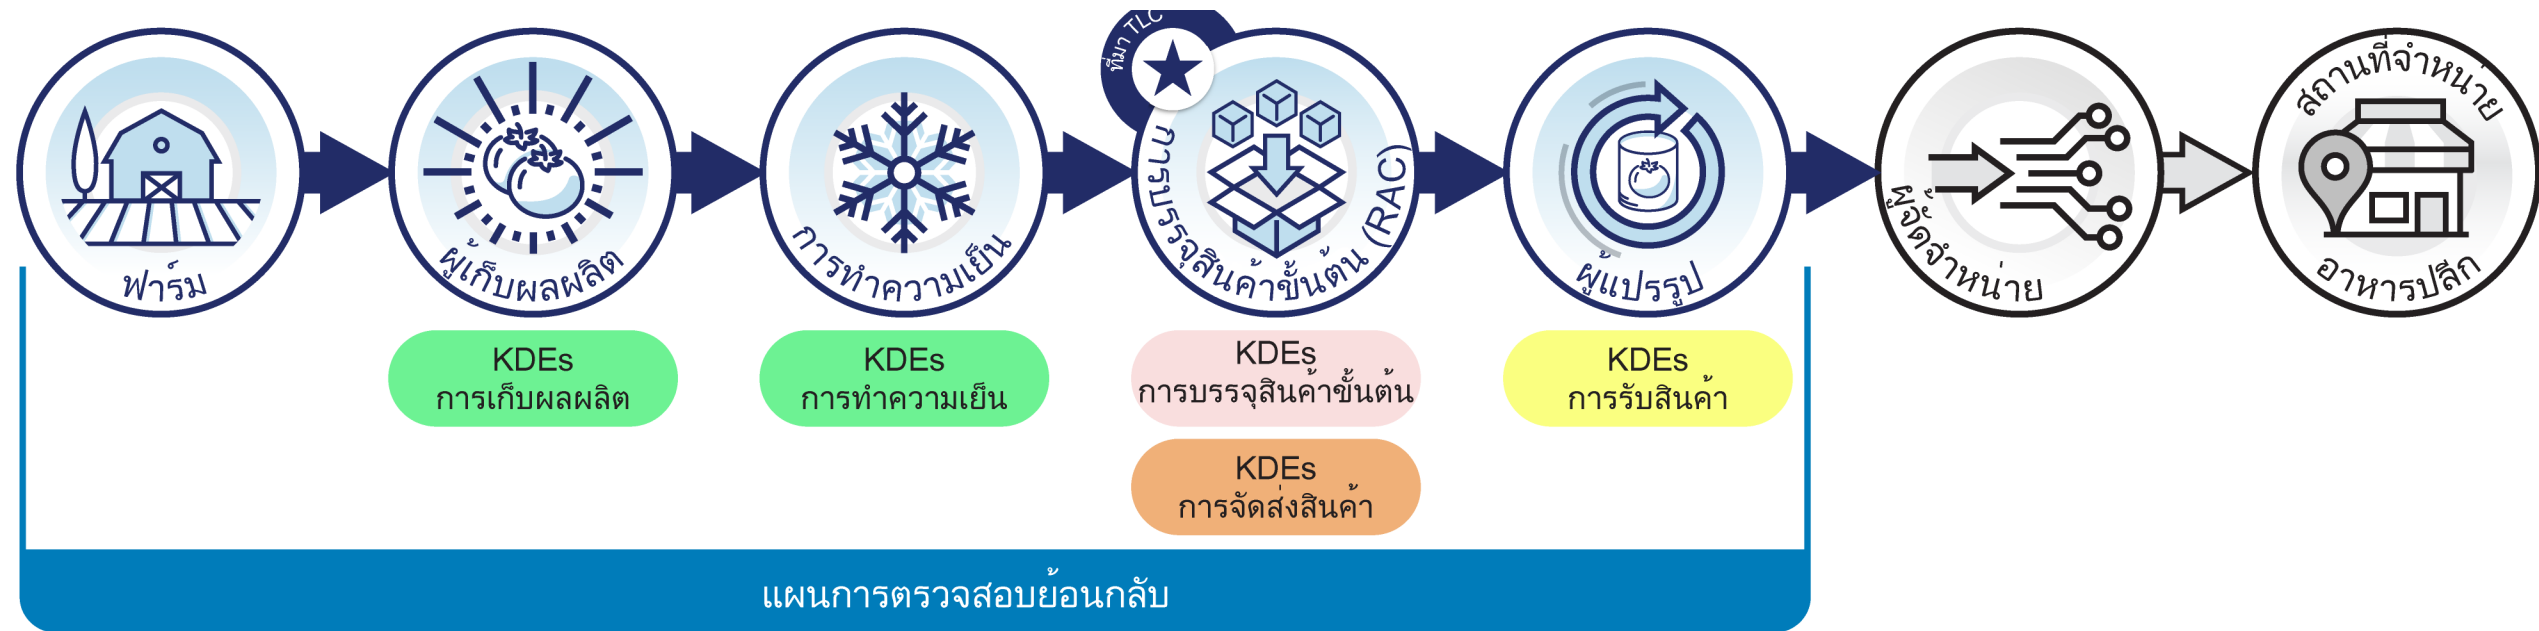 ที่มา TLC
ฟาร์ม
ผู้เก็บผลผลิต
การทำความเย็น
การบรรจุสินค้าขั้นต้น (RAC)
ผู้แปรรูป
ผู้จัดจำหน่าย
สถานที่จำหน่าย
อาหารปลีก
KDEs
การเก็บผลผลิต
KDEs
การทำความเย็น
KDEs
การบรรจุสินค้าขั้นต้น
KDEs
การรับสินค้า
KDEs
การจัดส่งสินค้า
แผนการตรวจสอบย้อนกลับ